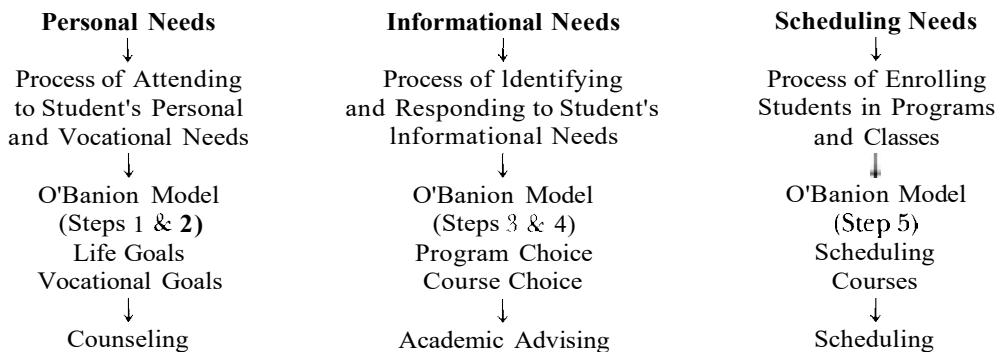 Personal Needs
Process of Attending
to Student's Personal
and Vocational Needs
O'Banion Model
(Steps 1 & 2)
Life Goals
Vocational Goals
Counseling
Informational Needs
Process of Identifying
and Responding to Student's
Informational Needs
O'Banion Model
(Steps 3 & 4)
Program Choice
Course Choice
Academic Advising
Scheduling Needs
Process of Enrolling
Students in Programs
and Classes
O'Banion Model
(Step 5)
Scheduling
Courses
Scheduling